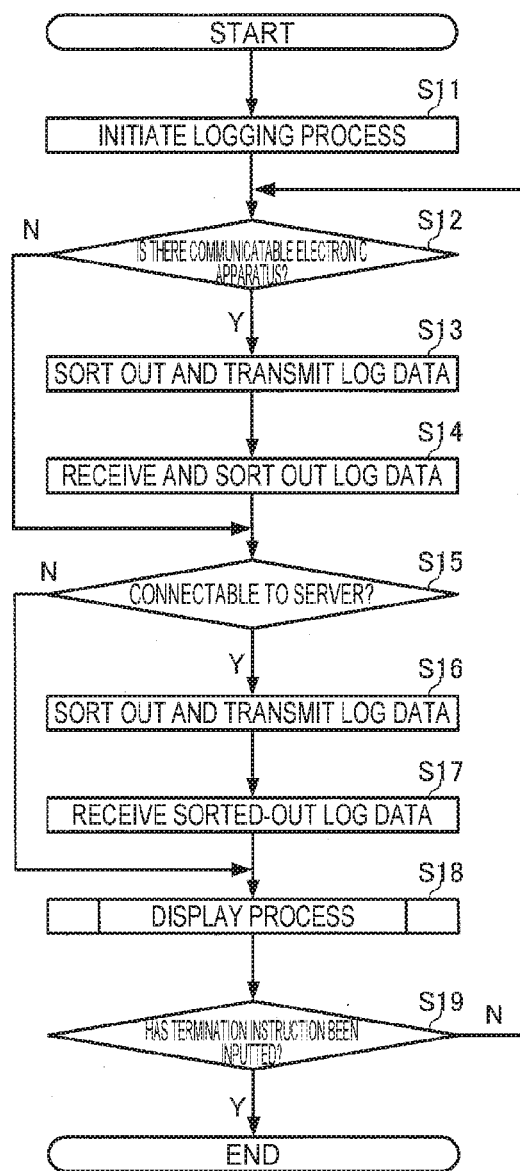 START
S11
INITIATE LOGGING PROCESS
S12
N
IS THERE COMMUNICATABLE ELECTRONIC
APPARATUS?
Y
S13
SORT OUT AND TRANSMIT LOG DATA
S14
RECEIVE AND SORT OUT LOG DATA
S15
N
CONNECTABLE TO SERVER?
Y
S16
SORT OUT AND TRANSMIT LOG DATA
S17
RECEIVE SORTED-OUT LOG DATA
S18
DISPLAY PROCESS
S19
HAS TERMINATION INSTRUCTION BEEN
INPUTTED?
N
Y
END